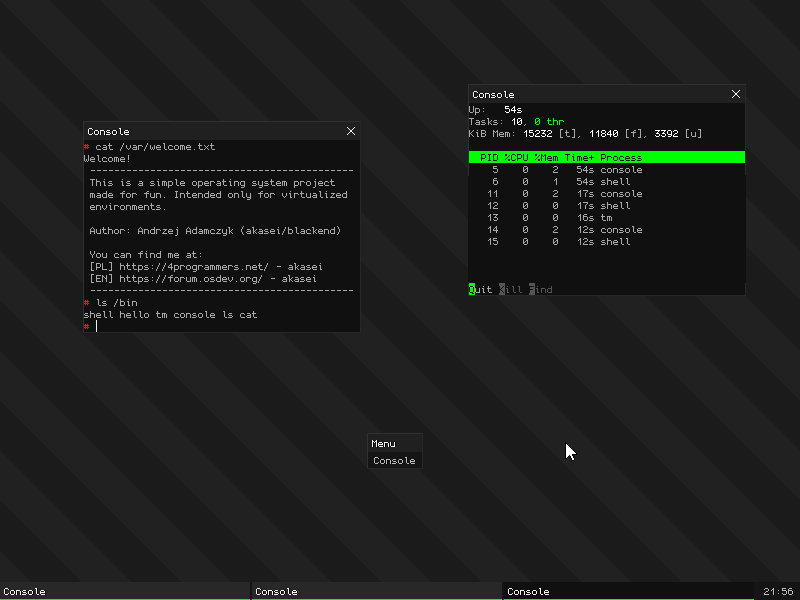 Console
# cat /var/welcome.txt
Welcome!
--------------------------------------------
This is a simple operating system project
made for fun. Intended only for virtualized
environments.
Author: Andrzej Adamczyk (akasei/blackend)
You can find me at:
[PL] https://4programmers.net/ - akasei
[EN] https://forum.osdev.org/ - akasei
--------------------------------------------
# ls /bin
shell hello tm console ls cat
#
Console
Up: 54s
Tasks: 10, 0 thr
KiB Mem: 15232 [t], 11840 [f], 3392 [u]
PID %CPU %Mem Time+ Process
5 0 2 54s console
6 0 1 54s shell
11 0 2 17s console
12 0 0 17s shell
13 0 0 16s tm
14 0 2 12s console
15 0 0 12s shell
Quit Kill Find
Menu
Console
Console
Console
Console
21:56